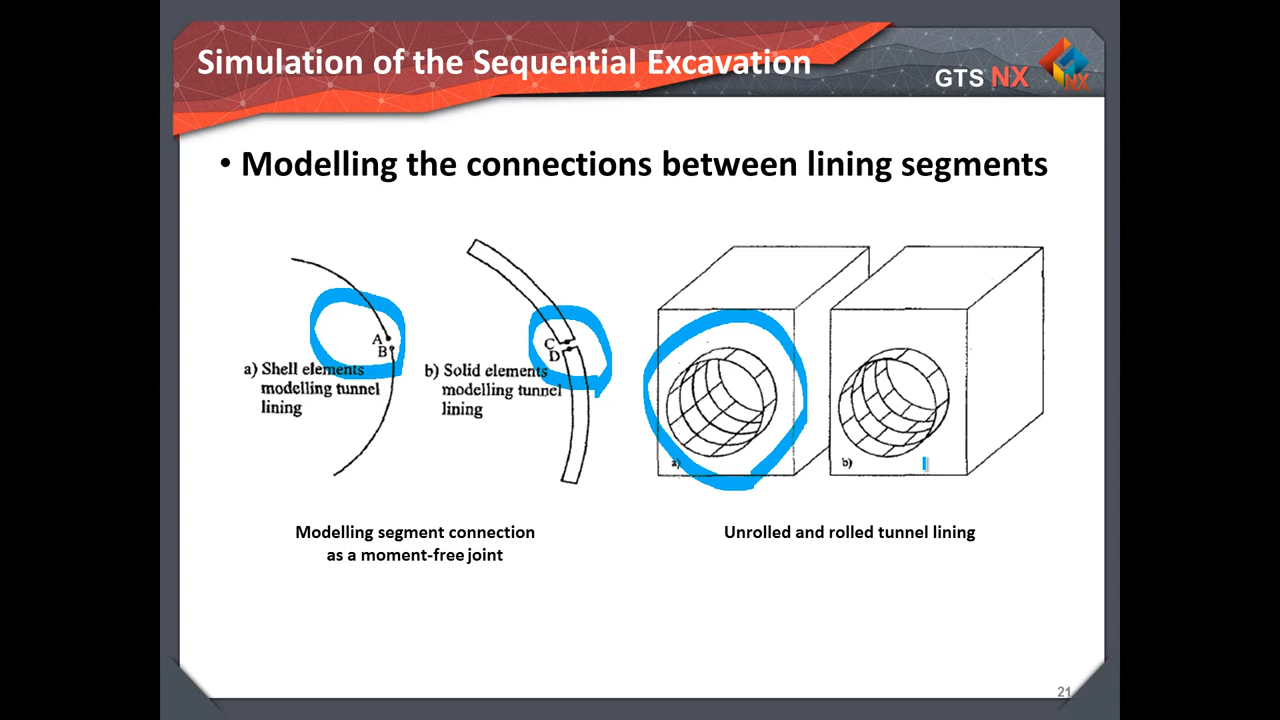 Simulation of the Sequential Excavation
GTS NX
NX
• Modelling the connections between lining segments
A
B
a) Shell elements
modelling tunnel
lining
C
D
b) Solid elements
modelling tunnel
lining
a)
b)
Modelling segment connection
as a moment-free joint
Unrolled and rolled tunnel lining
21